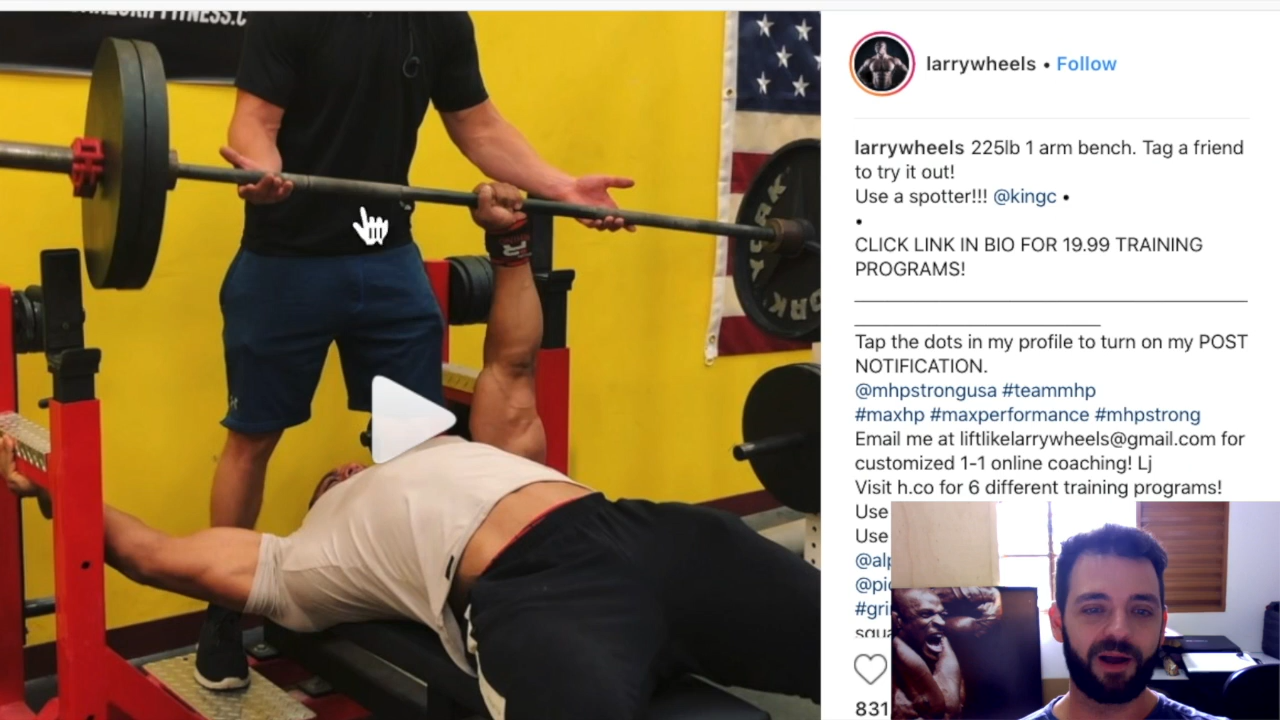 larrywheels • Follow
larrywheels 225lb 1 arm bench. Tag a friend
to try it out!
Use a spotter!!! @kingc •
•
CLICK LINK IN BIO FOR 19.99 TRAINING
PROGRAMS!
Tap the dots in my profile to turn on my POST
NOTIFICATION.
@mhpstrongusa #teammhp
#maxhp #maxperformance #mhpstrong
Email me at liftlikelarrywheels@gmail.com for
customized 1-1 online coaching! Lj
Visit h.co for 6 different training programs!
Use
Use
831
YORK